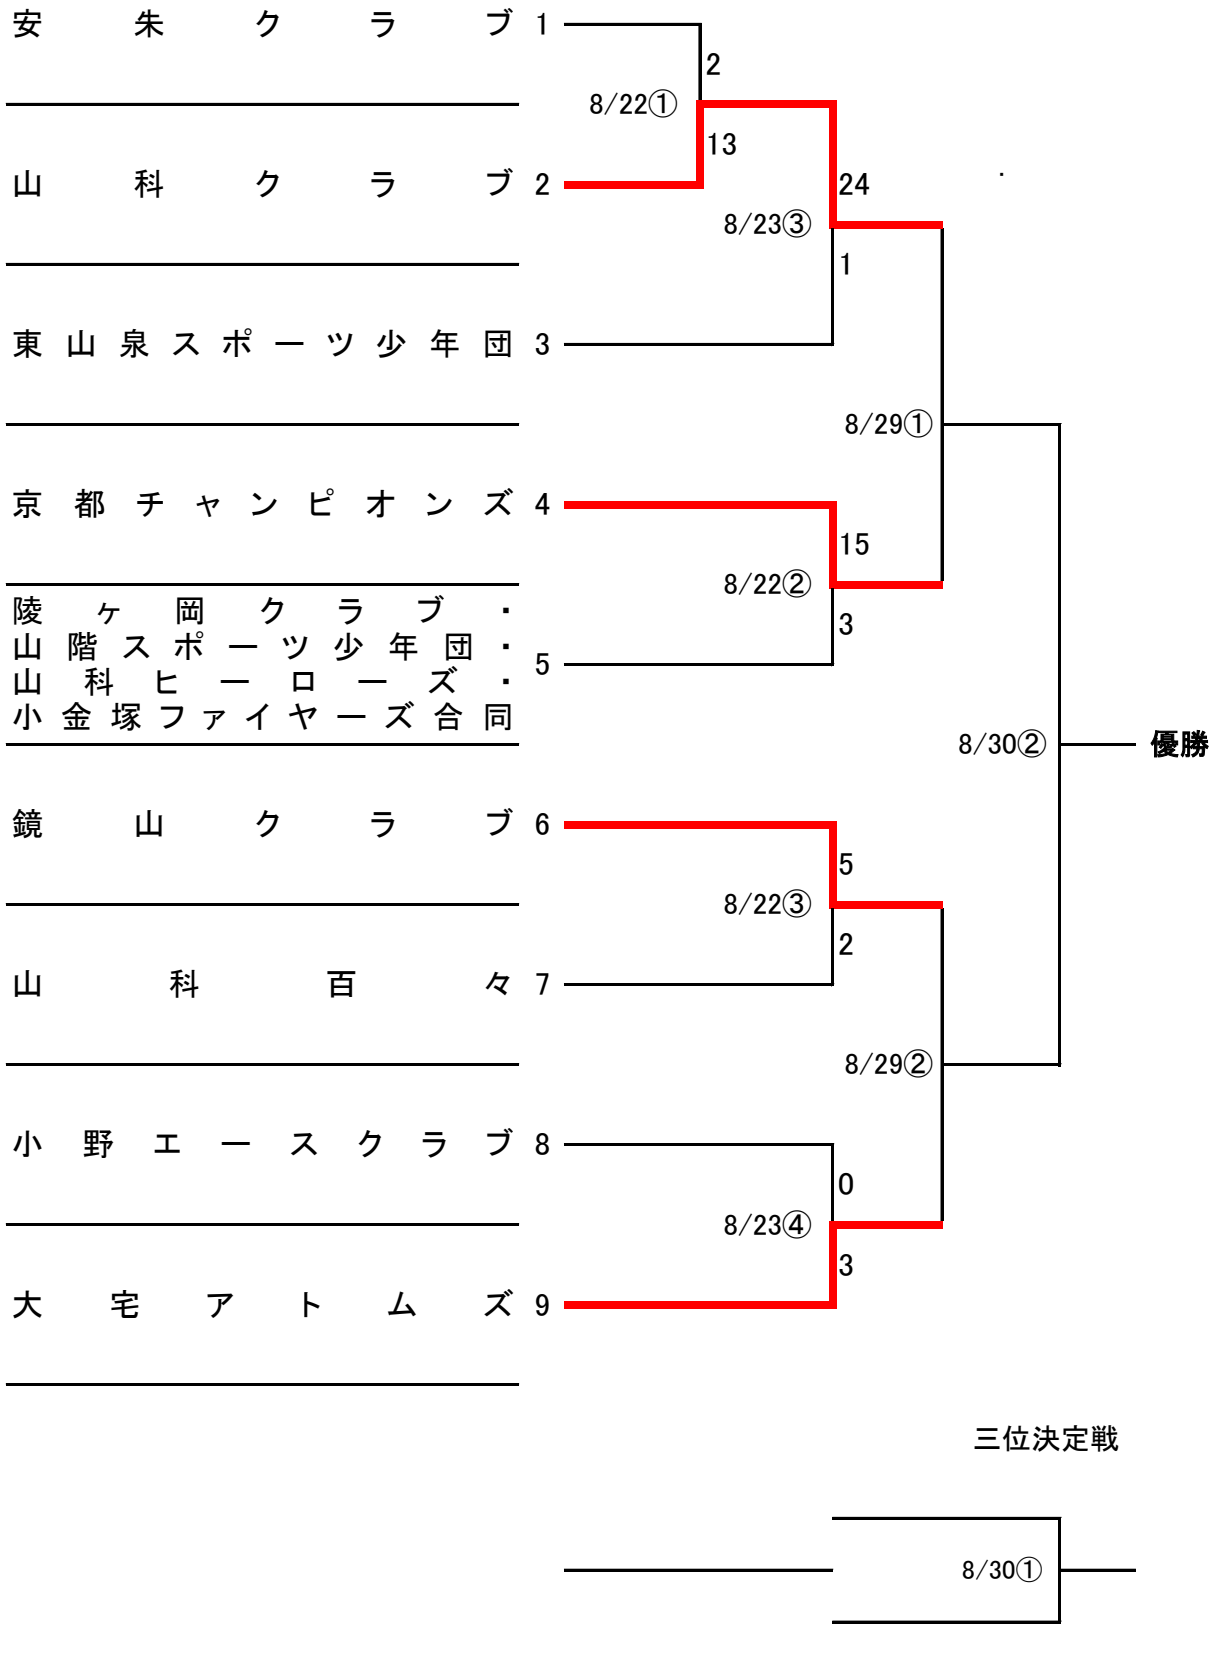 安朱クラブ 1
2
8/22①
13
山科クラブ 2
24
8/23③
1
東山泉スポーツ少年団 3
8/29①
京都チャンピオンズ 4
15
8/22②
3
陵ヶ岡クラブ・
山階スポーツ少年団・
山科ヒーローズ・
小金塚ファイヤーズ合同
5
8/30② 優勝
鏡山クラブ 6
5
8/22③
2
山科百々 7
8/29②
小野エースクラブ 8
0
8/23④
3
大宅アトムズ 9
三位決定戦
8/30①